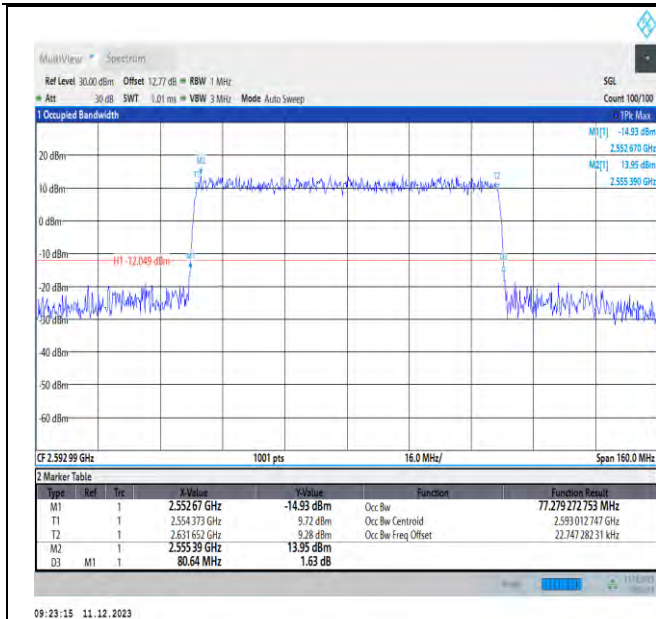 MultiView Spectrum
Ref Level 30.00 dBm Offset 12.77 dB RBW 1 MHz SGL
Att 30 dB SWT 1.01 ms VBW 3 MHz Mode Auto Sweep Count 100/100
1 Occupied Bandwidth 1Pk Max
M1[1] -14.93 dBm
2.552 670 GHz
M2[1] 13.95 dBm
2.555 390 GHz
20 dBm
M2
T1 T2
10 dBm
0 dBm
-10 dBm
H1 -12.049 dBm
-20 dBm
-30 dBm
-40 dBm
-50 dBm
-60 dBm
CF 2.592 99 GHz 1001 pts 16.0 MHz/ Span 160.0 MHz
2 Marker Table
Type Ref Trc X-Value Y-Value Function Function Result
M1 1 2.552 67 GHz -14.93 dBm Occ Bw 77.279 272 753 MHz
T1 1 2.554 373 GHz 9.72 dBm Occ Bw Centroid 2.593 012 747 GHz
T2 1 2.631 652 GHz 9.28 dBm Occ Bw Freq Offset 22.747 282 31 kHz
M2 1 2.555 39 GHz 13.95 dBm
D3 M1 1 80.64 MHz 1.63 dB
09:23:15 11.12.2023